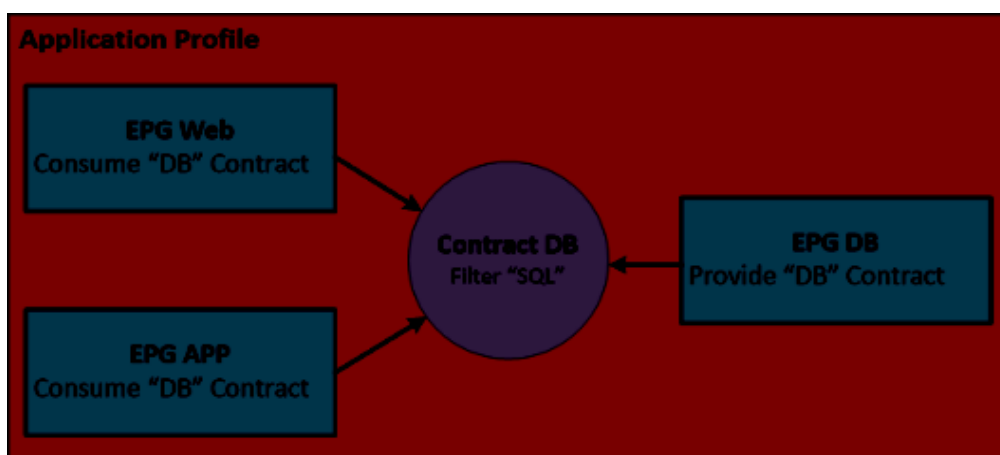 Application Profile
EPG Web
Consume “DB” Contract
Contract DB
Filter “SQL”
EPG DB
Provide “DB” Contract
EPG APP
Consume “DB” Contract